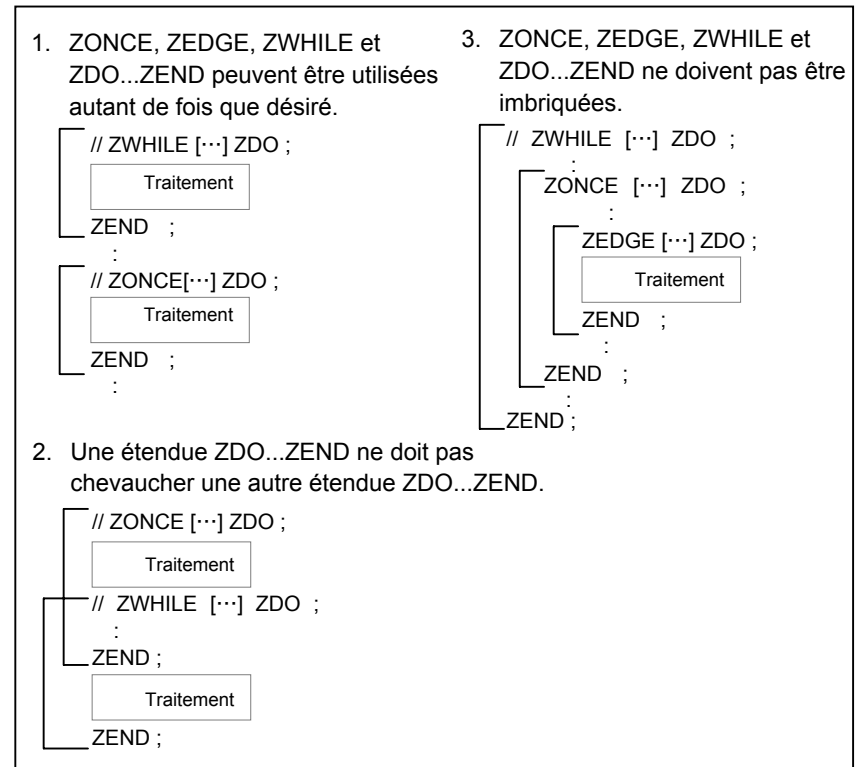 1. ZONCE, ZEDGE, ZWHILE et
ZDO...ZEND peuvent être utilisées
autant de fois que désiré.
// ZWHILE [⋯] ZDO ;
Traitement
ZEND ;
:
// ZONCE[⋯] ZDO ;
Traitement
ZEND ;
:
2. Une étendue ZDO...ZEND ne doit pas
chevaucher une autre étendue ZDO...ZEND.
// ZONCE [⋯] ZDO ;
Traitement
// ZWHILE [⋯] ZDO ;
:
ZEND ;
Traitement
ZEND ;
3. ZONCE, ZEDGE, ZWHILE et
ZDO...ZEND ne doivent pas être
imbriquées.
// ZWHILE [⋯] ZDO ;
:
ZONCE [⋯] ZDO ;
:
ZEDGE [⋯] ZDO ;
Traitement
ZEND ;
:
ZEND ;
:
ZEND ;